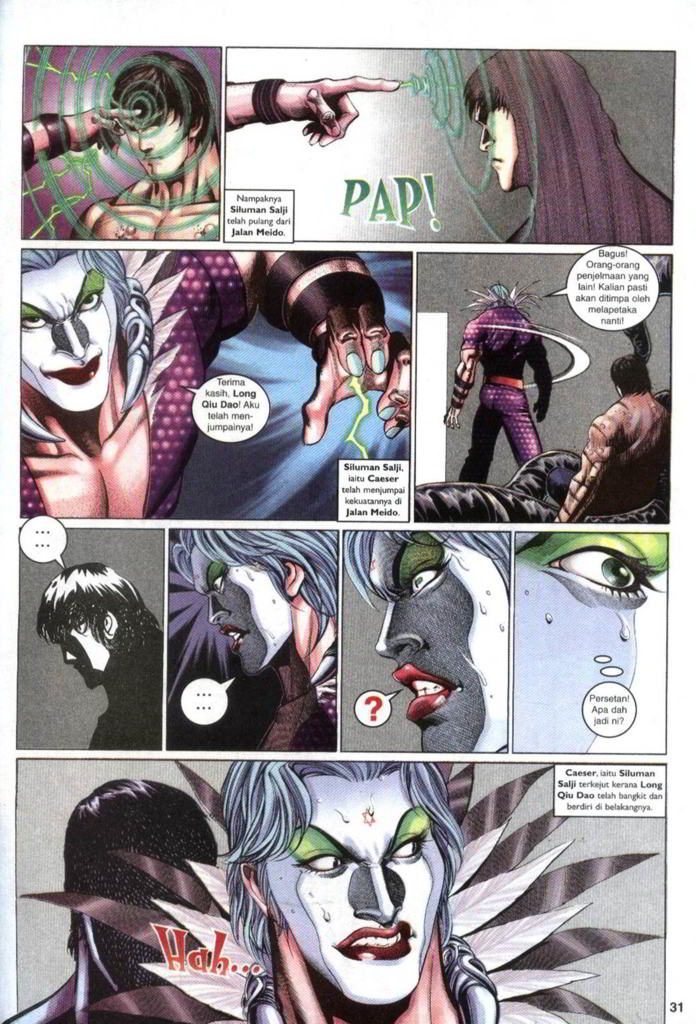 Nampaknya
Siluman Salji
telah pulang dari
Jalan Meido.
PAP!
Terima
kasih, Long
Qiu Dao! Aku
telah men-
jumpainya!
Siluman Salji,
iaitu Caeser
telah menjumpai
kekuatannya di
Jalan Meido.
Bagus!
Orang-orang
penjelmaan yang
lain! Kalian pasti
akan ditimpa oleh
melapetaka
nanti!
...
...
...
...
?
Persetan!
Apa dah
jadi ni?
Caeser, iaitu Siluman
Salji terkejut kerana Long
Qiu Dao telah bangkit dan
berdiri di belakangnya.
Hah...
31